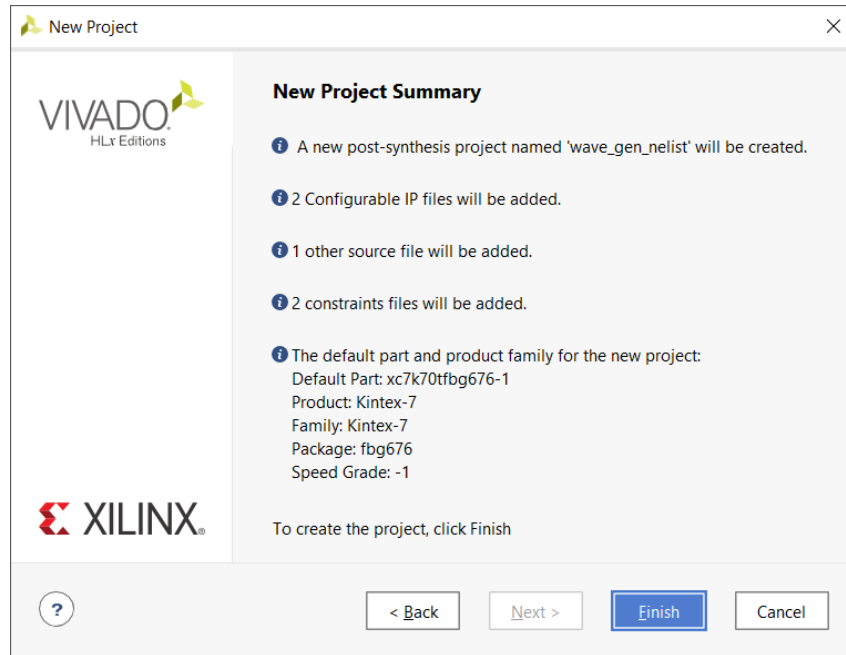 New Project
VIVADO.
HLx Editions
New Project Summary
A new post-synthesis project named 'wave_gen_nelist' will be created.
2 Configurable IP files will be added.
1 other source file will be added.
2 constraints files will be added.
The default part and product family for the new project:
Default Part: xc7k70tfbg676-1
Product: Kintex-7
Family: Kintex-7
Package: fbg676
Speed Grade: -1
XILINX®
To create the project, click Finish
?
< Back
Next >
Finish
Cancel